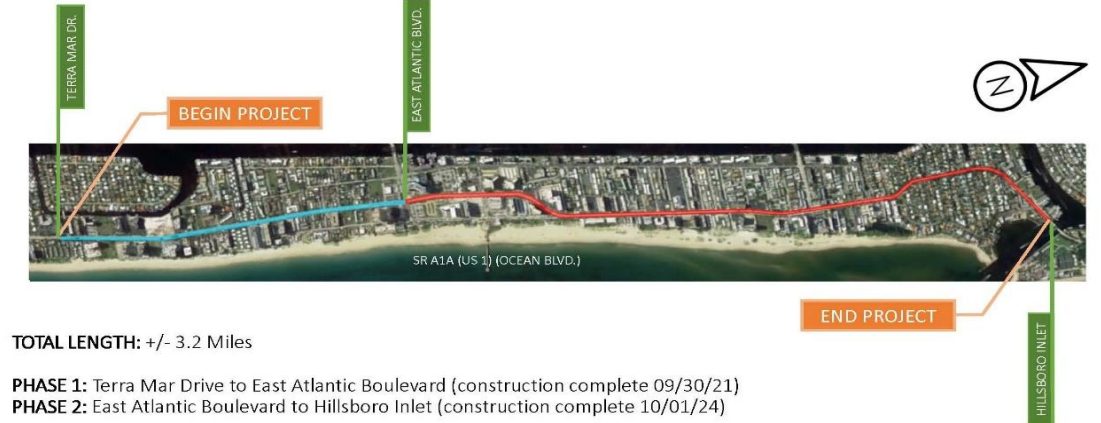 TERRA MAR DR.
EAST ATLANTIC BLVD.
BEGIN PROJECT
N
SR A1A (US 1) (OCEAN BLVD.)
END PROJECT
HILLSBORO INLET
TOTAL LENGTH: +/- 3.2 Miles
PHASE 1: Terra Mar Drive to East Atlantic Boulevard (construction complete 09/30/21)
PHASE 2: East Atlantic Boulevard to Hillsboro Inlet (construction complete 10/01/24)